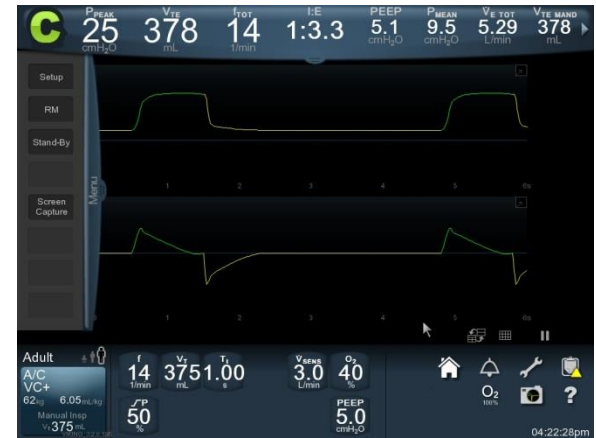 C
PPEAK VTE fTOT I:E PEEP PMEAN V̇E TOT VTE MAND
25 378 14 1:3.3 5.1 9.5 5.29 378
cmH2O mL 1/min cmH2O cmH2O L/min mL
Setup
RM
Stand-By
Menu
Screen
Capture
1 2 3 4 5 6s
1 2 3 4 5 6s
Adult
A/C
VC+
62kg 6.05mL/kg
Manual Insp
VT375 mL
f VT TI V̇SENS O2
14 375 1.00 3.0 40
1/min mL s L/min %
P PEEP
50 5.0
% cmH2O
O2
100%
?
04:22:28pm